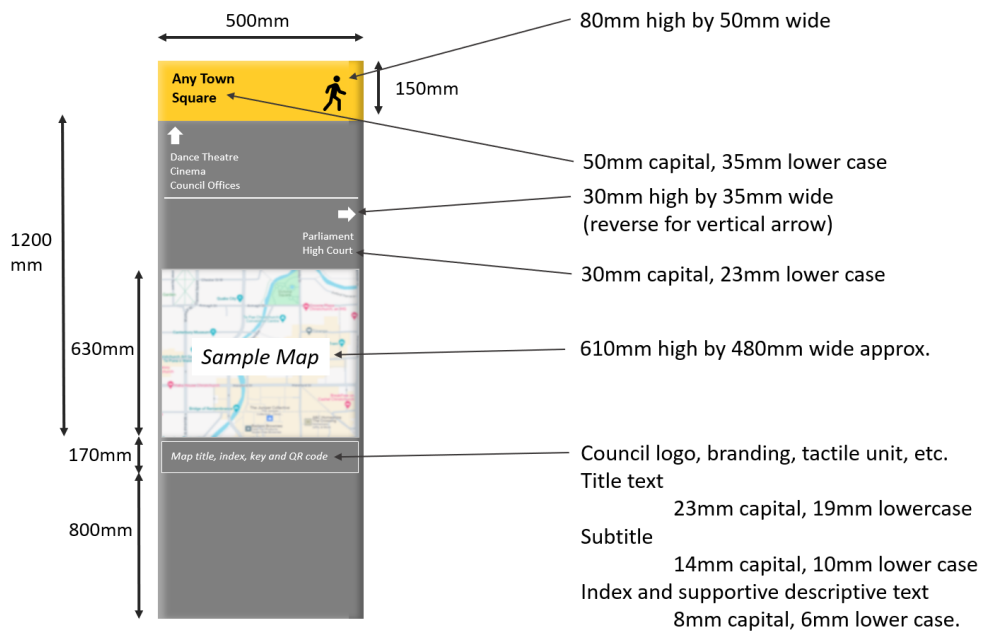 500mm
80mm high by 50mm wide
Any Town
Square
150mm
Dance Theatre
Cinema
Council Offices
50mm capital, 35mm lower case
30mm high by 35mm wide
(reverse for vertical arrow)
Parliament
High Court
1200
mm
30mm capital, 23mm lower case
630mm
Sample Map
610mm high by 480mm wide approx.
170mm
Map title, index, key and QR code
Council logo, branding, tactile unit, etc.
Title text
23mm capital, 19mm lowercase
Subtitle
14mm capital, 10mm lower case
Index and supportive descriptive text
8mm capital, 6mm lower case.
800mm